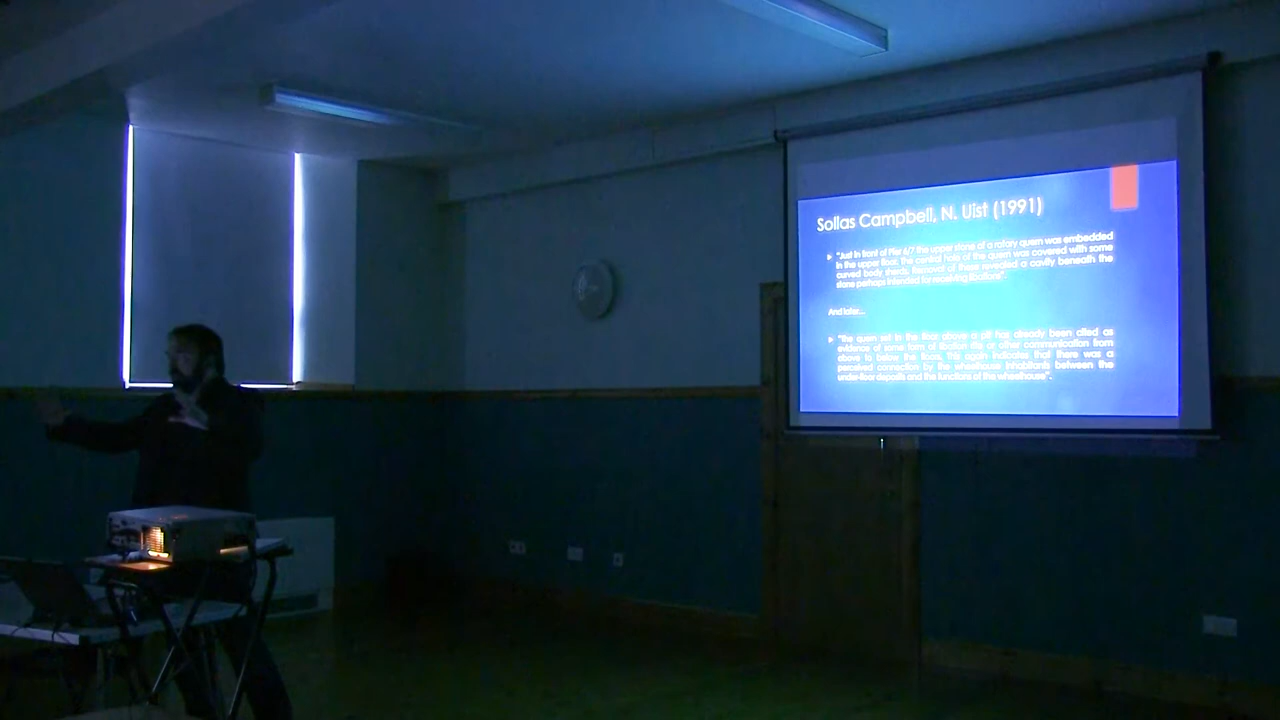 Sollas Campbell, N. Uist (1991)
"Just in front of Pier 6/7 the upper stone of a rotary quern was embedded
in the upper floor. The central hole of the quern was covered with some
curved body sherds. Removal of these revealed a cavity beneath the
stone perhaps intended for receiving libations".
And later...
"The quern set in the floor above a pit has already been cited as
evidence of some form of libation rite or other communication from
above to below the floors. This again indicates that there was a
perceived connection by the wheelhouse inhabitants between the
under-floor deposits and the functions of the wheelhouse".